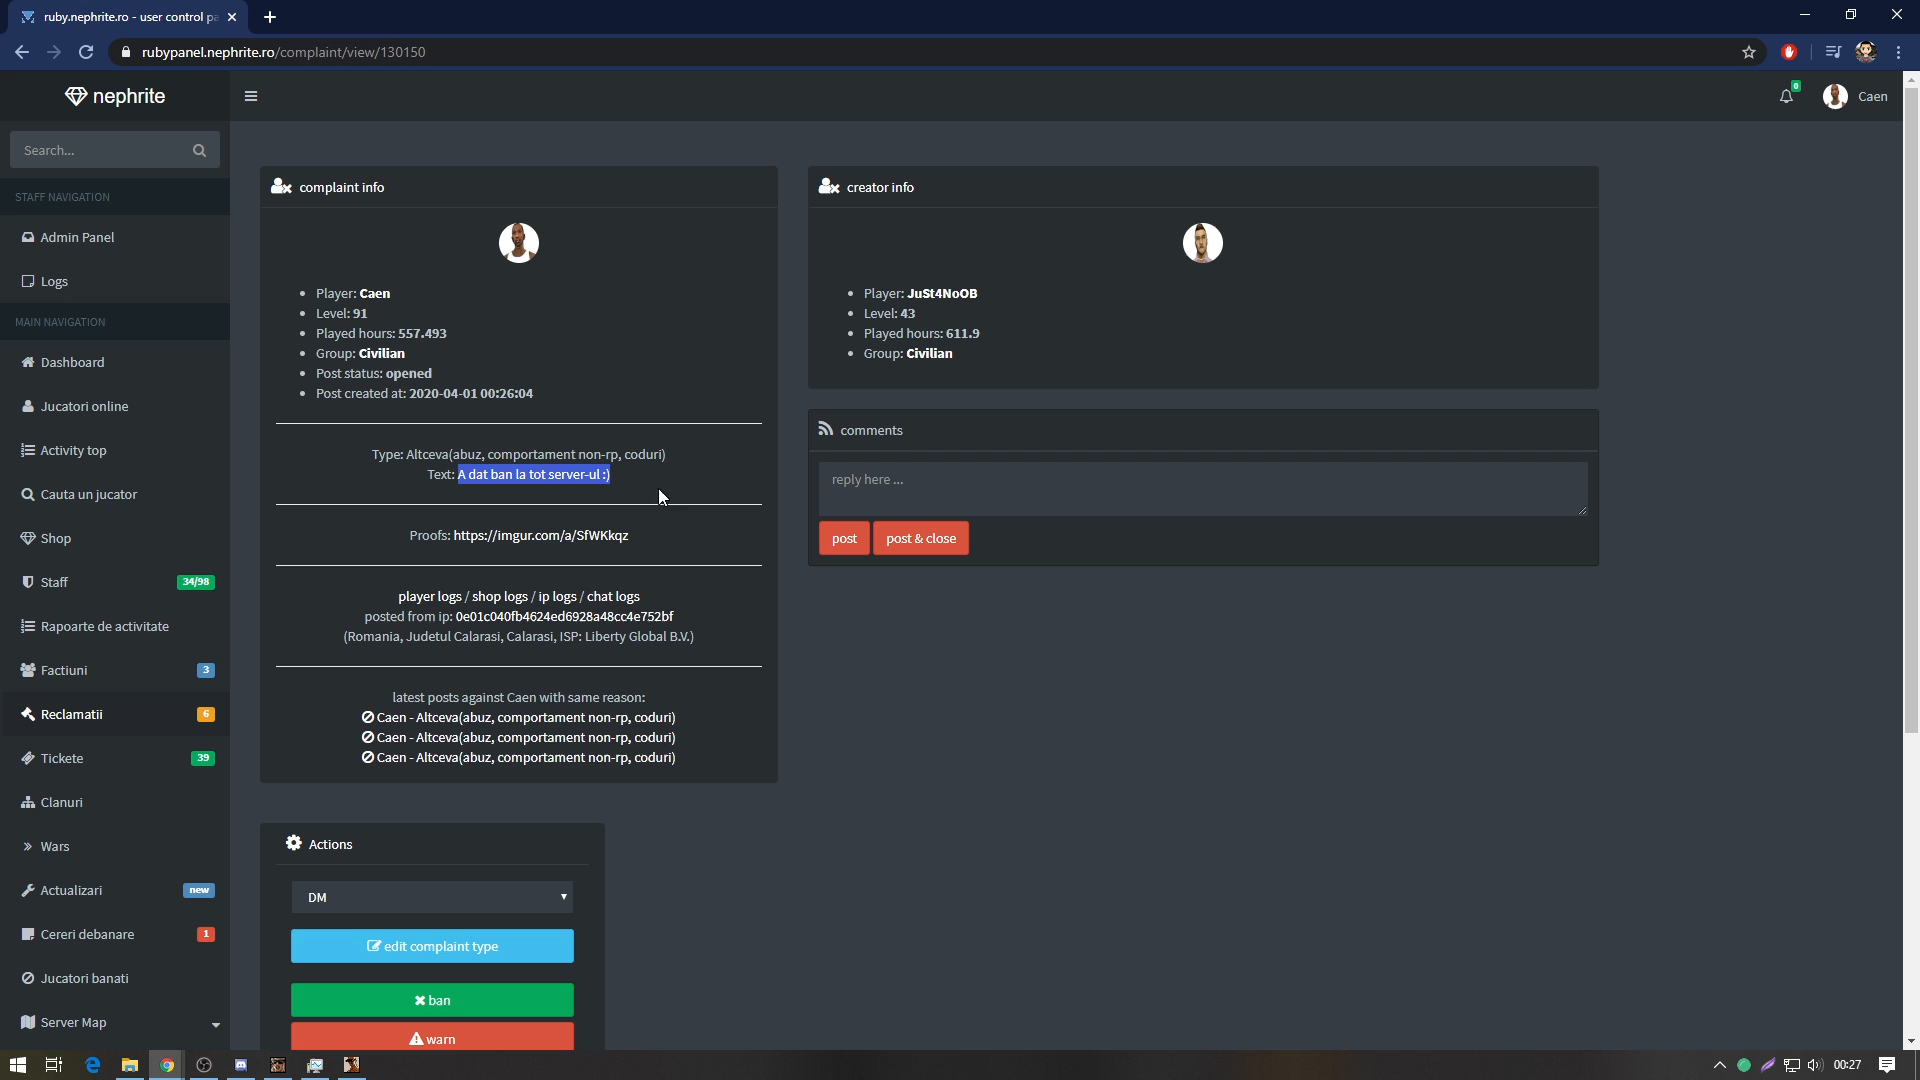 ruby.nephrite.ro - user control pa
rubypanel.nephrite.ro/complaint/view/130150
nephrite
0
Caen
Search...
STAFF NAVIGATION
Admin Panel
Logs
MAIN NAVIGATION
Dashboard
Jucatori online
Activity top
Cauta un jucator
Shop
Staff 34/98
Rapoarte de activitate
Factiuni 3
Reclamatii 6
Tickete 39
Clanuri
Wars
Actualizari new
Cereri debanare 1
Jucatori banati
Server Map
complaint info
Player: Caen
Level: 91
Played hours: 557.493
Group: Civilian
Post status: opened
Post created at: 2020-04-01 00:26:04
Type: Altceva(abuz, comportament non-rp, coduri)
Text: A dat ban la tot server-ul :)
Proofs: https://imgur.com/a/SfWKkqz
player logs / shop logs / ip logs / chat logs
posted from ip: 0e01c040fb4624ed6928a48cc4e752bf
(Romania, Judetul Calarasi, Calarasi, ISP: Liberty Global B.V.)
latest posts against Caen with same reason:
Caen - Altceva(abuz, comportament non-rp, coduri)
Caen - Altceva(abuz, comportament non-rp, coduri)
Caen - Altceva(abuz, comportament non-rp, coduri)
Actions
DM
edit complaint type
ban
warn
creator info
Player: JuSt4NoOB
Level: 43
Played hours: 611.9
Group: Civilian
comments
reply here ...
post
post & close
00:27